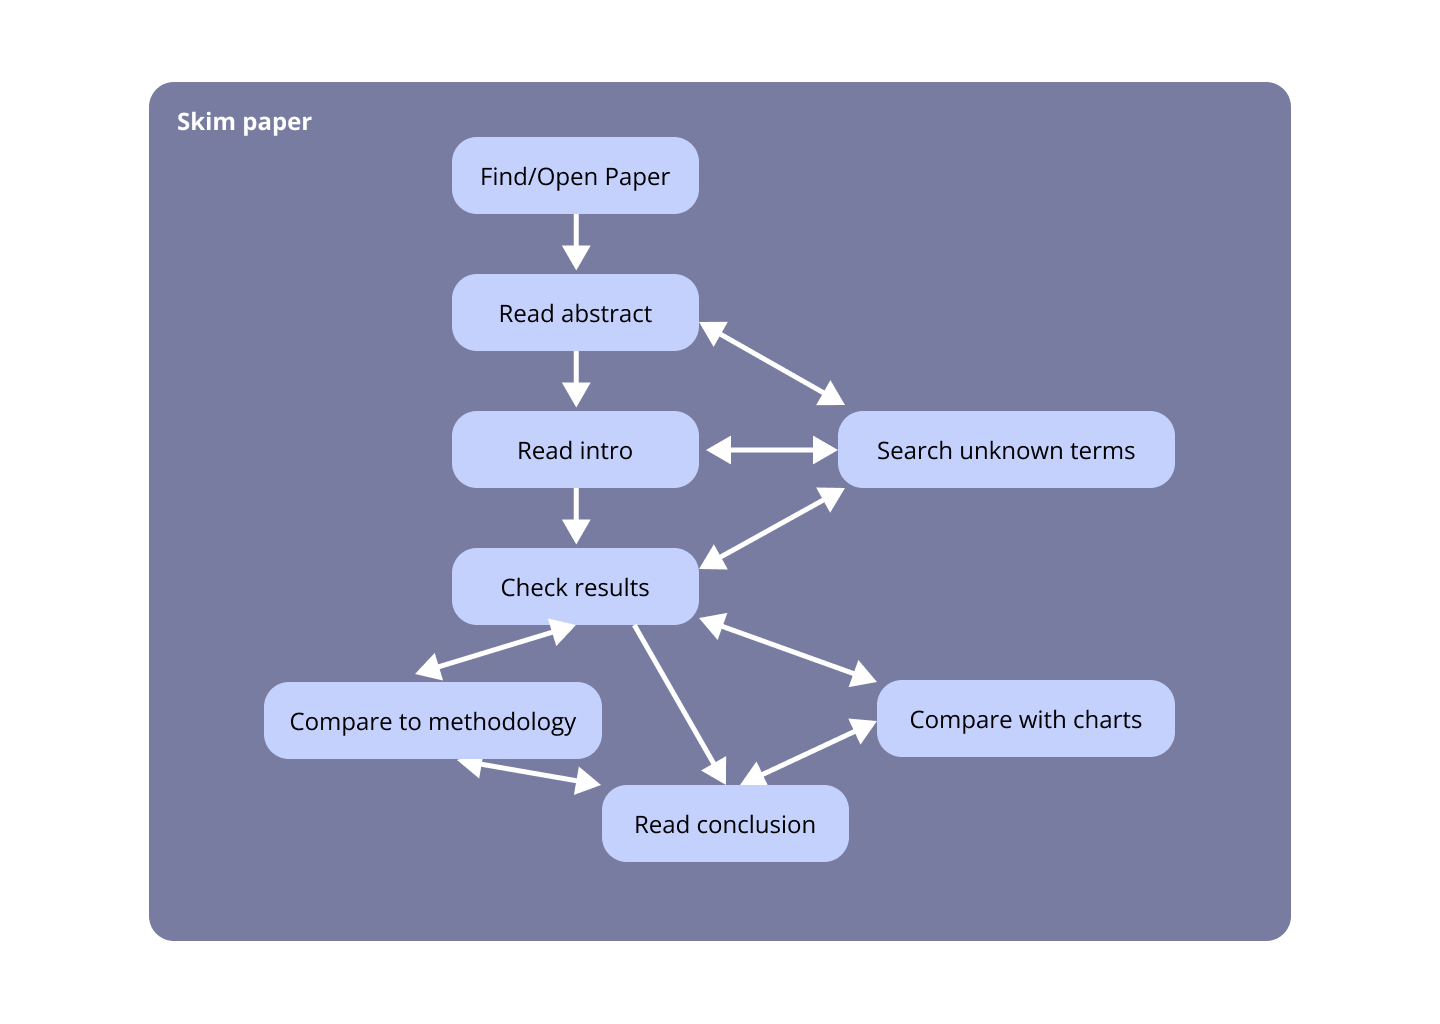 Skim paper
Find/Open Paper
Read abstract
Read intro
Search unknown terms
Check results
Compare to methodology
Compare with charts
Read conclusion